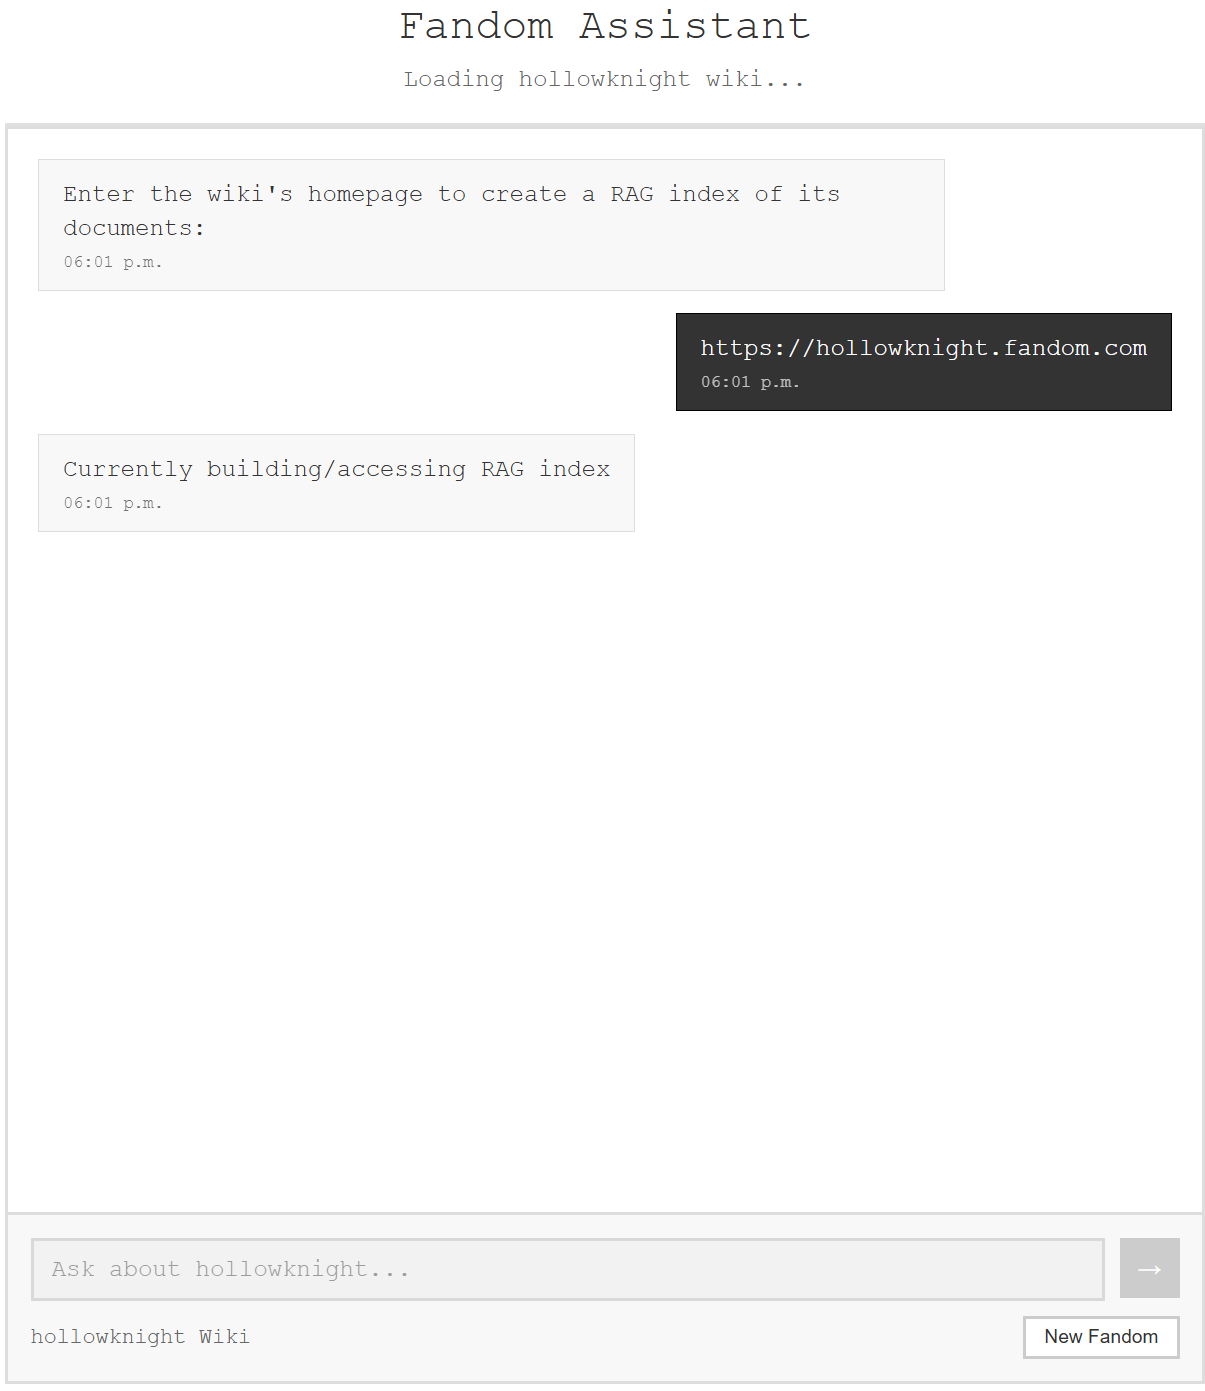 Fandom Assistant
Loading hollowknight wiki...
Enter the wiki's homepage to create a RAG index of its
documents:
06:01 p.m.
https://hollowknight.fandom.com
06:01 p.m.
Currently building/accessing RAG index
06:01 p.m.
Ask about hollowknight...
→
hollowknight Wiki
New Fandom